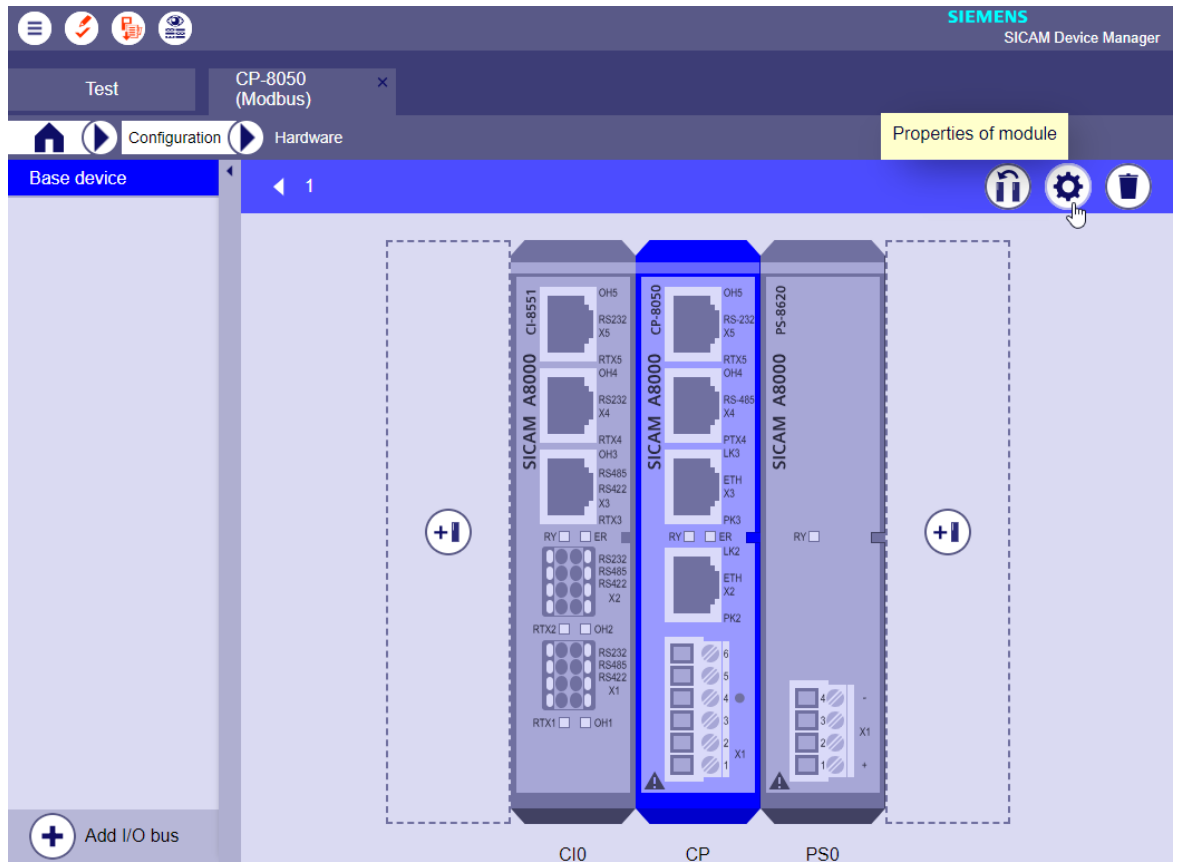 SIEMENS
SICAM Device Manager
Test
CP-8050
(Modbus)
×
Configuration
Hardware
Properties of module
Base device
1
CI-8551
SICAM A8000
OH5
RS232
X5
RTX5
OH4
RS232
X4
RTX4
OH3
RS485
RS422
X3
RTX3
RY
ER
RS232
RS485
RS422
X2
RTX2
OH2
RS232
RS485
RS422
X1
RTX1
OH1
CP-8050
SICAM A8000
OH5
RS-232
X5
RTX5
OH4
RS-485
X4
PTX4
LK3
ETH
X3
PK3
RY
ER
LK2
ETH
X2
PK2
6
5
4
3
2
1
X1
PS-8620
SICAM A8000
RY
4 -
3
2
X1
1 +
Add I/O bus
CI0
CP
PS0